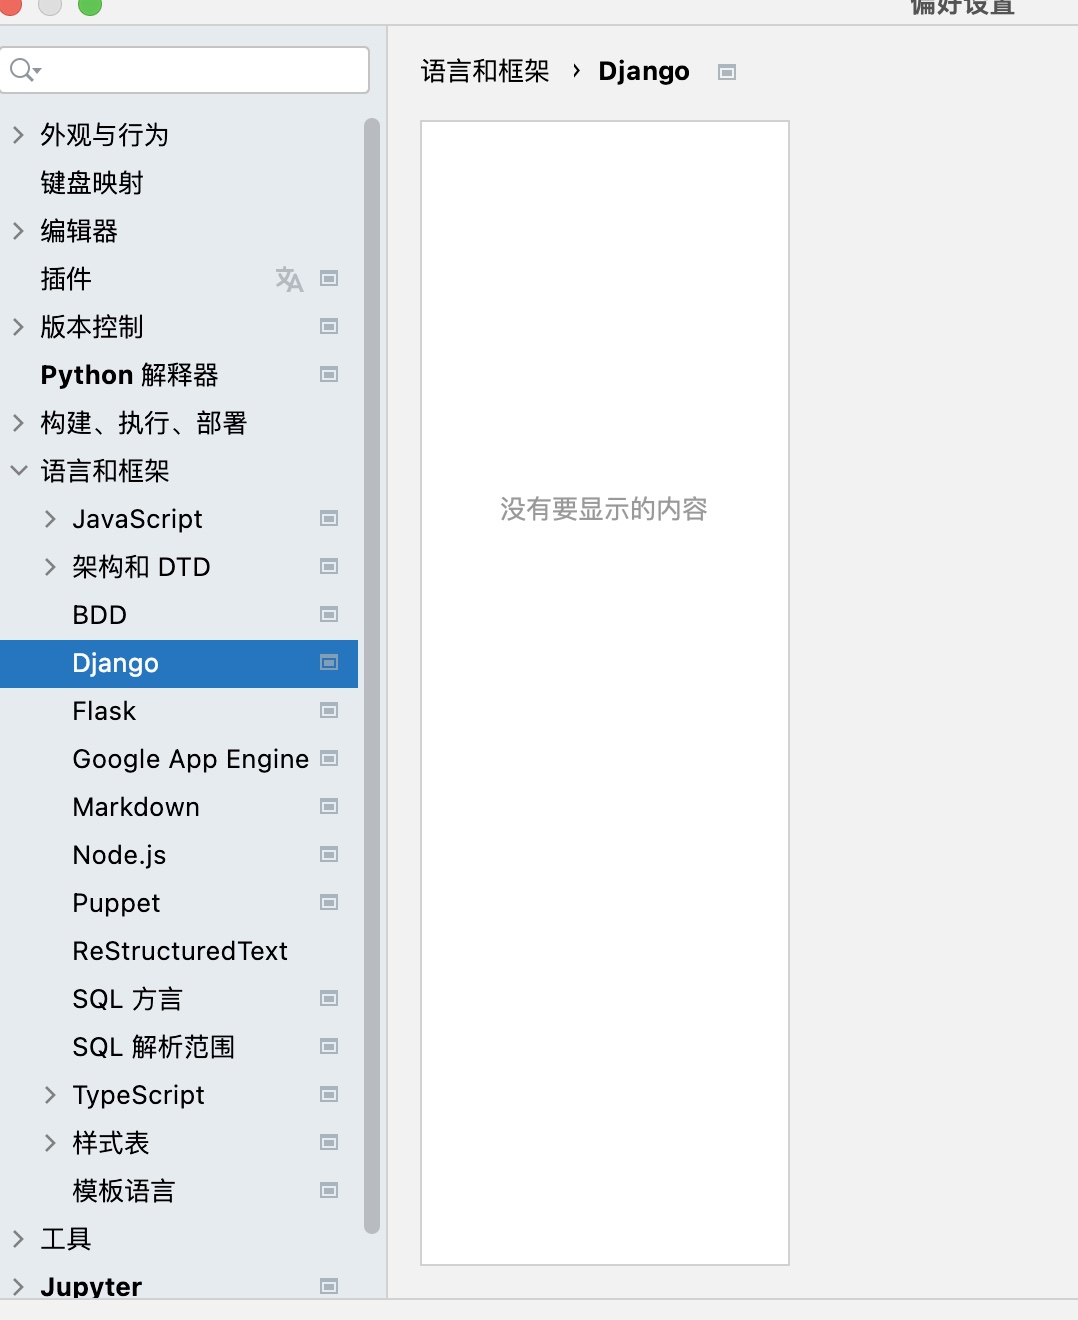 偏好设置
语言和框架 › Django
外观与行为
键盘映射
编辑器
插件
版本控制
Python 解释器
构建、执行、部署
语言和框架
JavaScript
架构和 DTD
BDD
Django
Flask
Google App Engine
Markdown
Node.js
Puppet
ReStructuredText
SQL 方言
SQL 解析范围
TypeScript
样式表
模板语言
工具
Jupyter
没有要显示的内容